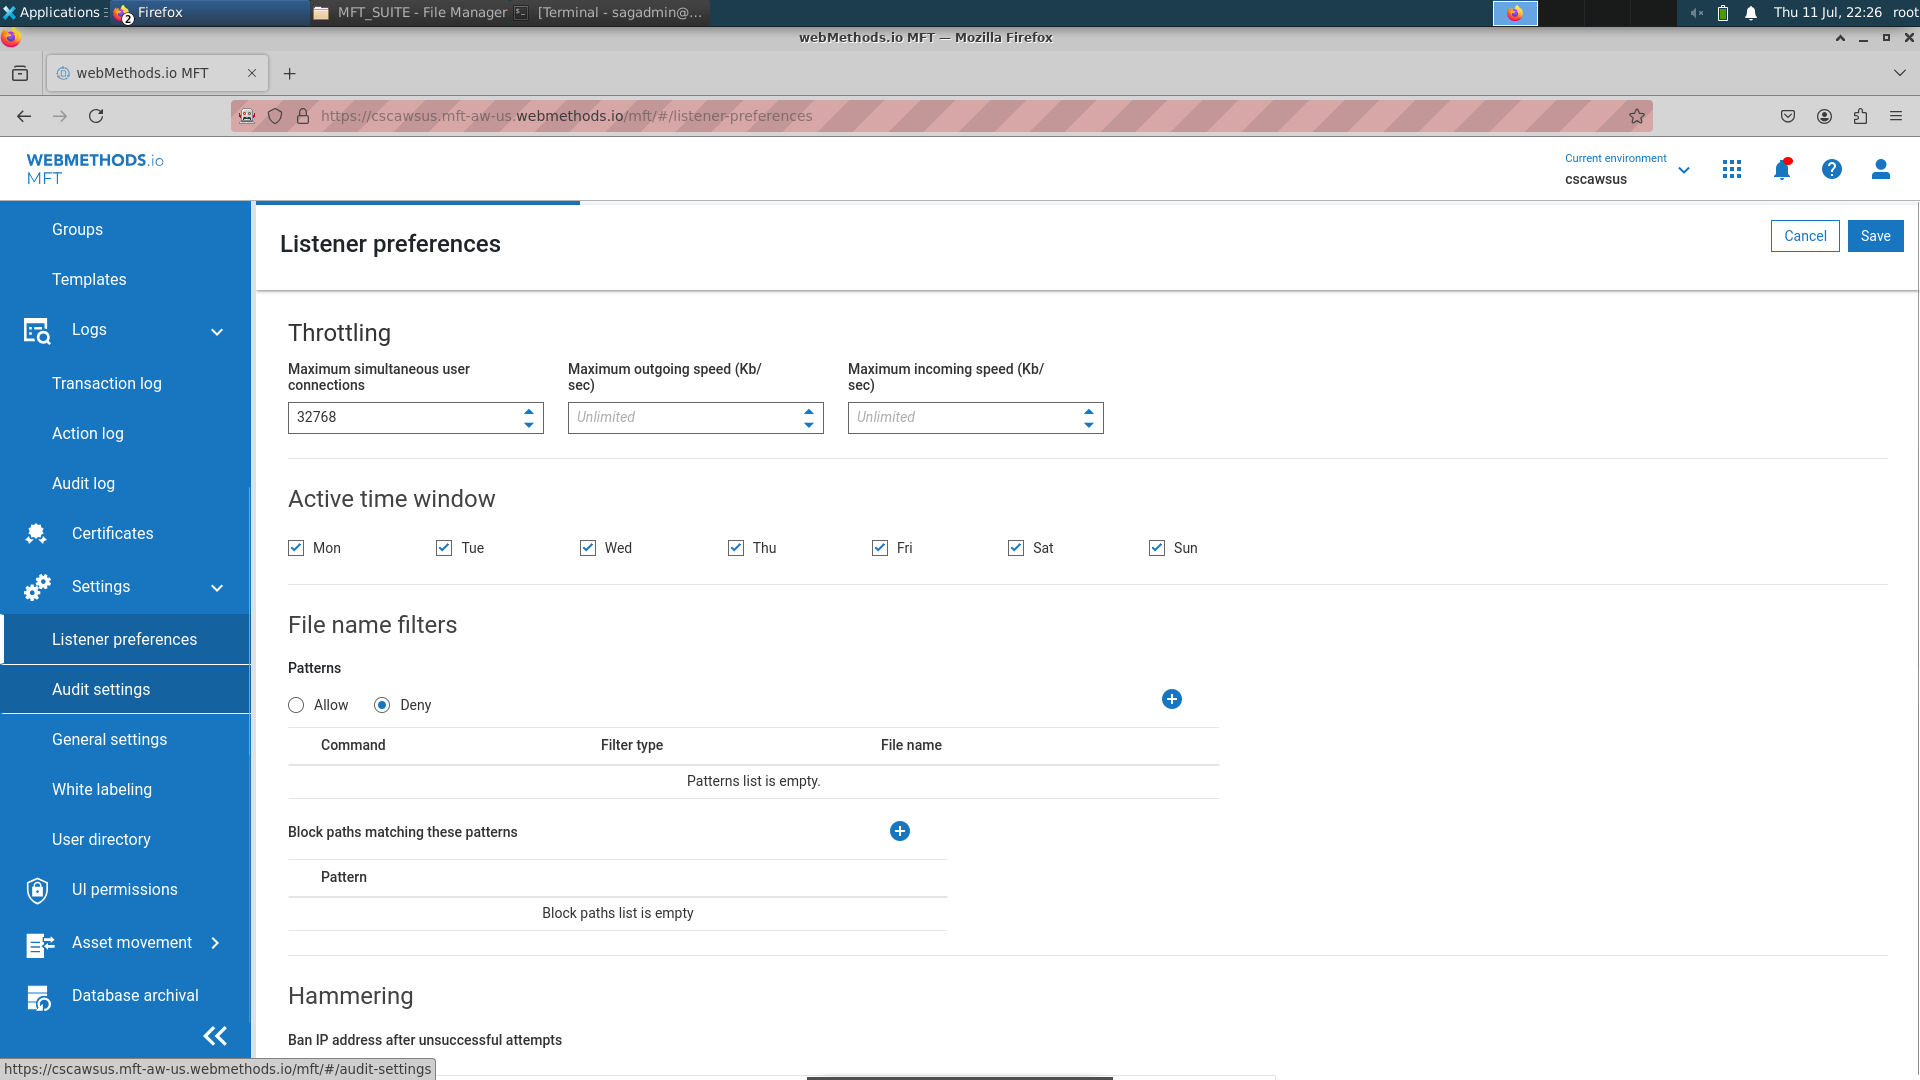 Applications
2
Firefox
MFT_SUITE - File Manager
[Terminal - sagadmin@...
Thu 11 Jul, 22:26
root
webMethods.io MFT — Mozilla Firefox
webMethods.io MFT
https://cscawsus.mft-aw-us.webmethods.io/mft/#/listener-preferences
WEBMETHODS.io
MFT
Current environment
cscawsus
Groups
Templates
Logs
Transaction log
Action log
Audit log
Certificates
Settings
Listener preferences
Audit settings
General settings
White labeling
User directory
UI permissions
Asset movement
Database archival
Listener preferences
Cancel
Save
Throttling
Maximum simultaneous user
connections
32768
Maximum outgoing speed (Kb/
sec)
Unlimited
Maximum incoming speed (Kb/
sec)
Unlimited
Active time window
Mon
Tue
Wed
Thu
Fri
Sat
Sun
File name filters
Patterns
Allow
Deny
Command
Filter type
File name
Patterns list is empty.
Block paths matching these patterns
Pattern
Block paths list is empty
Hammering
Ban IP address after unsuccessful attempts
https://cscawsus.mft-aw-us.webmethods.io/mft/#/audit-settings